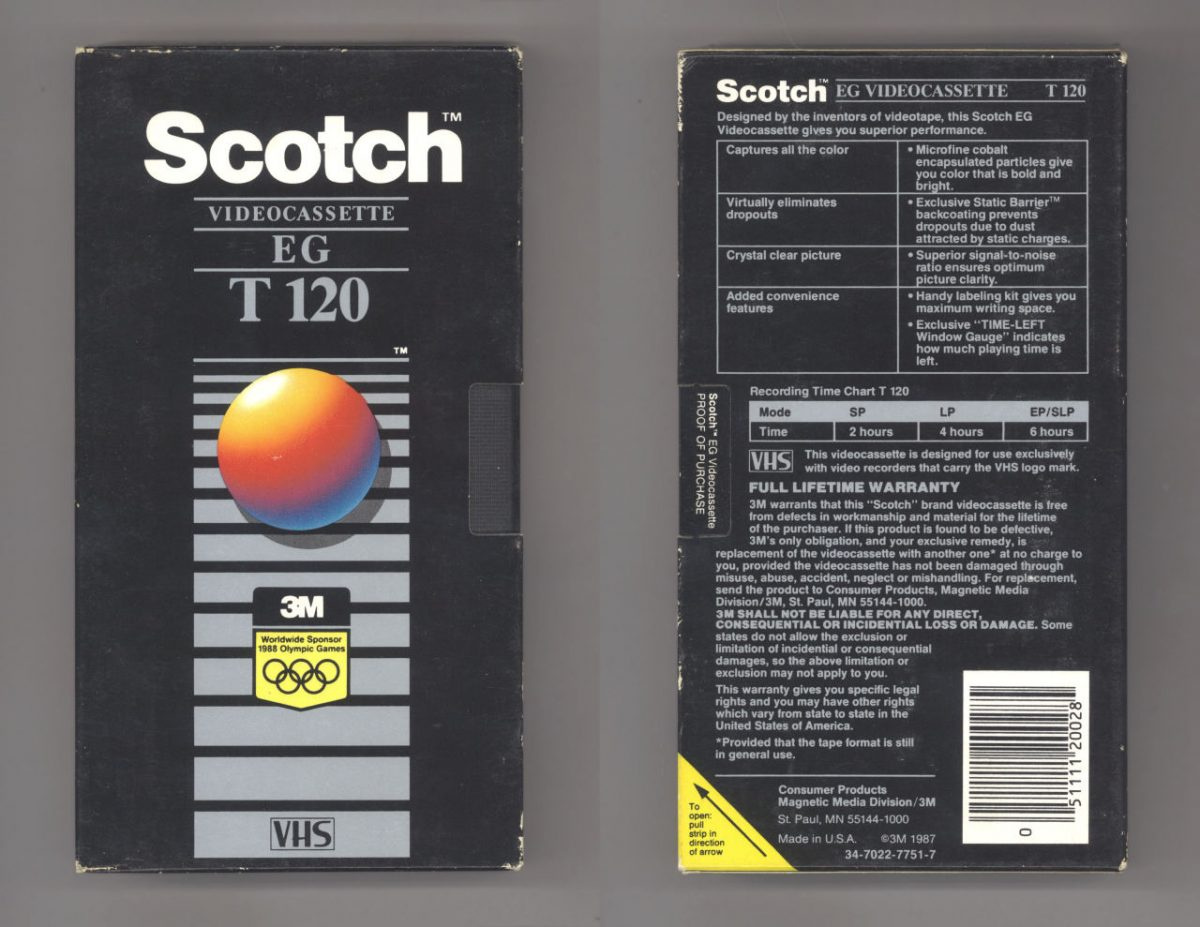 Scotch™
VIDEOCASSETTE
EG
T 120
™
3M
Worldwide Sponsor
1988 Olympic Games
VHS
Scotch™ EG VIDEOCASSETTE T 120
Designed by the inventors of videotape, this Scotch EG
Videocassette gives you superior performance.
Captures all the color
• Microfine cobalt
encapsulated particles give
you color that is bold and
bright.
Virtually eliminates
dropouts
• Exclusive Static Barrier™
backcoating prevents
dropouts due to dust
attracted by static charges.
Crystal clear picture
• Superior signal-to-noise
ratio ensures optimum
picture clarity.
Added convenience
features
• Handy labeling kit gives you
maximum writing space.
• Exclusive "TIME-LEFT
Window Gauge" indicates
how much playing time is
left.
Scotch™ EG Videocassette
PROOF OF PURCHASE
Recording Time Chart T 120
Mode SP LP EP/SLP
Time 2 hours 4 hours 6 hours
VHS
This videocassette is designed for use exclusively
with video recorders that carry the VHS logo mark.
FULL LIFETIME WARRANTY
3M warrants that this "Scotch" brand videocassette is free
from defects in workmanship and material for the lifetime
of the purchaser. If this product is found to be defective,
3M's only obligation, and your exclusive remedy, is
replacement of the videocassette with another one* at no charge to
you, provided the videocassette has not been damaged through
misuse, abuse, accident, neglect or mishandling. For replacement,
send the product to Consumer Products, Magnetic Media
Division/3M, St. Paul, MN 55144-1000.
3M SHALL NOT BE LIABLE FOR ANY DIRECT,
CONSEQUENTIAL OR INCIDENTIAL LOSS OR DAMAGE. Some
states do not allow the exclusion or
limitation of incidential or consequential
damages, so the above limitation or
exclusion may not apply to you.
This warranty gives you specific legal
rights and you may have other rights
which vary from state to state in the
United States of America.
*Provided that the tape format is still
in general use.
0 51111 20028
To
open:
pull
strip in
direction
of arrow
Consumer Products
Magnetic Media Division/3M
St. Paul, MN 55144-1000
Made in U.S.A. ©3M 1987
34-7022-7751-7